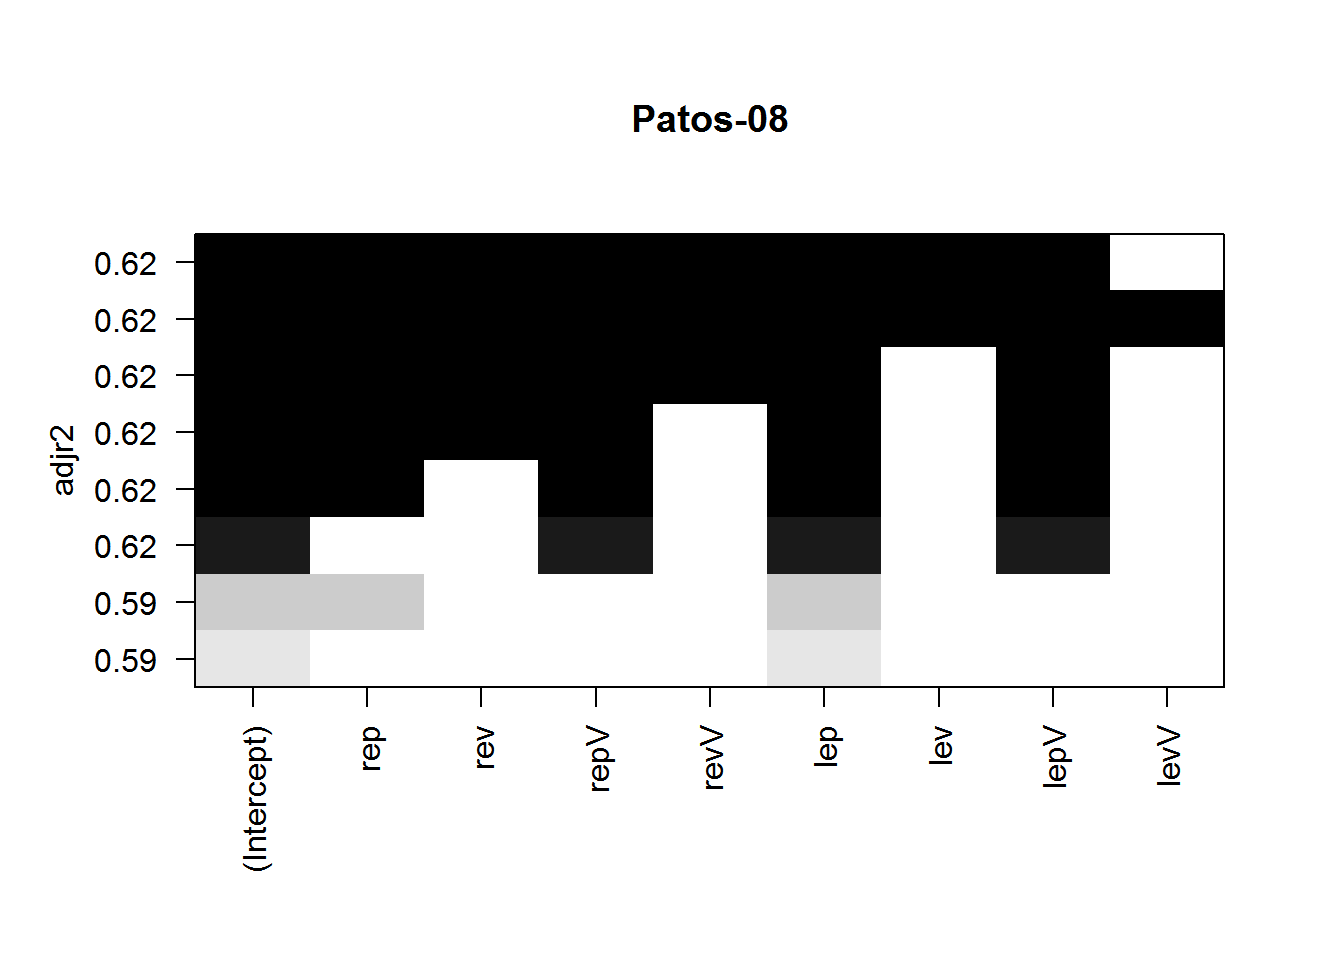 Patos-08
adjr2
0.62
0.62
0.62
0.62
0.62
0.62
0.59
0.59
(Intercept)
rep
rev
repV
revV
lep
lev
lepV
levV